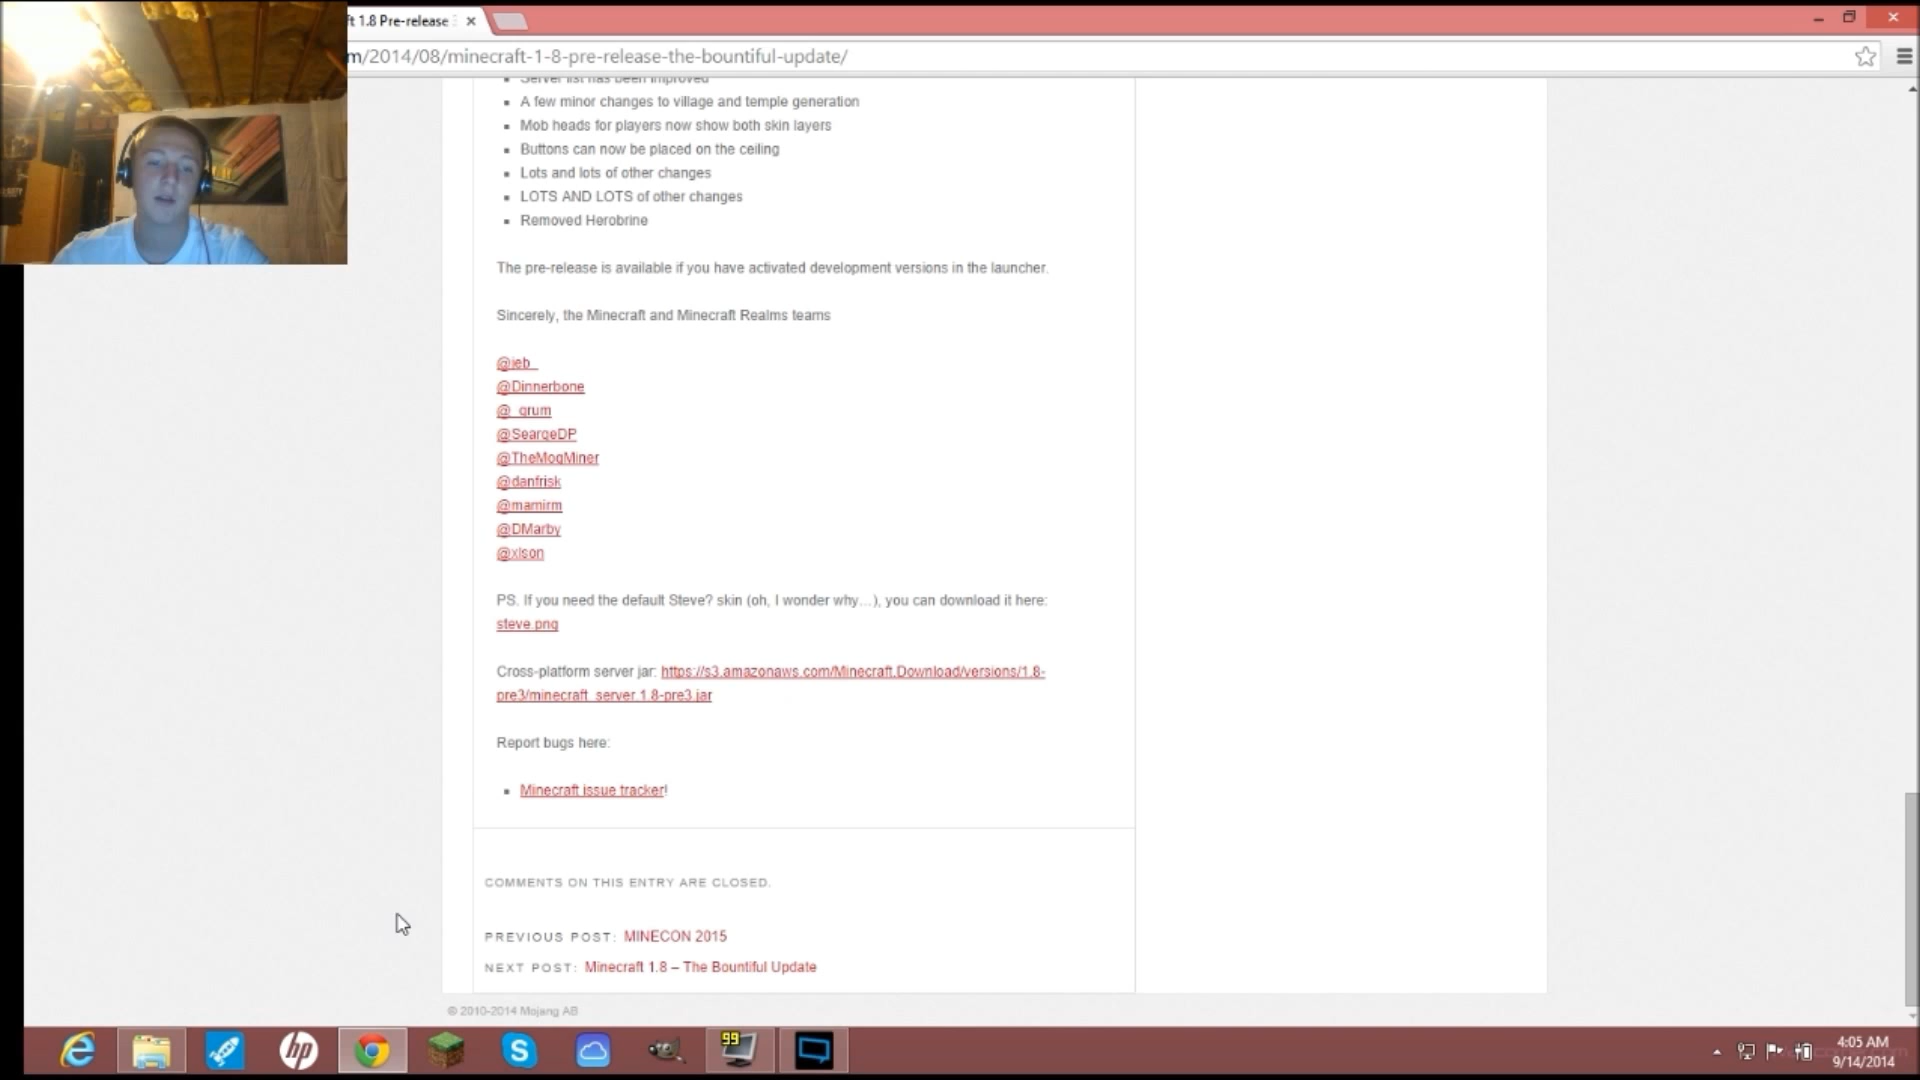 ft 1.8 Pre-release
m/2014/08/minecraft-1-8-pre-release-the-bountiful-update/
Server list has been improved
A few minor changes to village and temple generation
Mob heads for players now show both skin layers
Buttons can now be placed on the ceiling
Lots and lots of other changes
LOTS AND LOTS of other changes
Removed Herobrine
The pre-release is available if you have activated development versions in the launcher.
Sincerely, the Minecraft and Minecraft Realms teams
@jeb_
@Dinnerbone
@_grum
@SeargeDP
@TheMogMiner
@danfrisk
@mamirm
@DMarby
@xlson
PS. If you need the default Steve? skin (oh, I wonder why…), you can download it here:
steve.png
Cross-platform server jar: https://s3.amazonaws.com/Minecraft.Download/versions/1.8-
pre3/minecraft_server.1.8-pre3.jar
Report bugs here:
Minecraft issue tracker!
COMMENTS ON THIS ENTRY ARE CLOSED.
PREVIOUS POST: MINECON 2015
NEXT POST: Minecraft 1.8 – The Bountiful Update
© 2010-2014 Mojang AB
hp
S
99
4:05 AM
9/14/2014